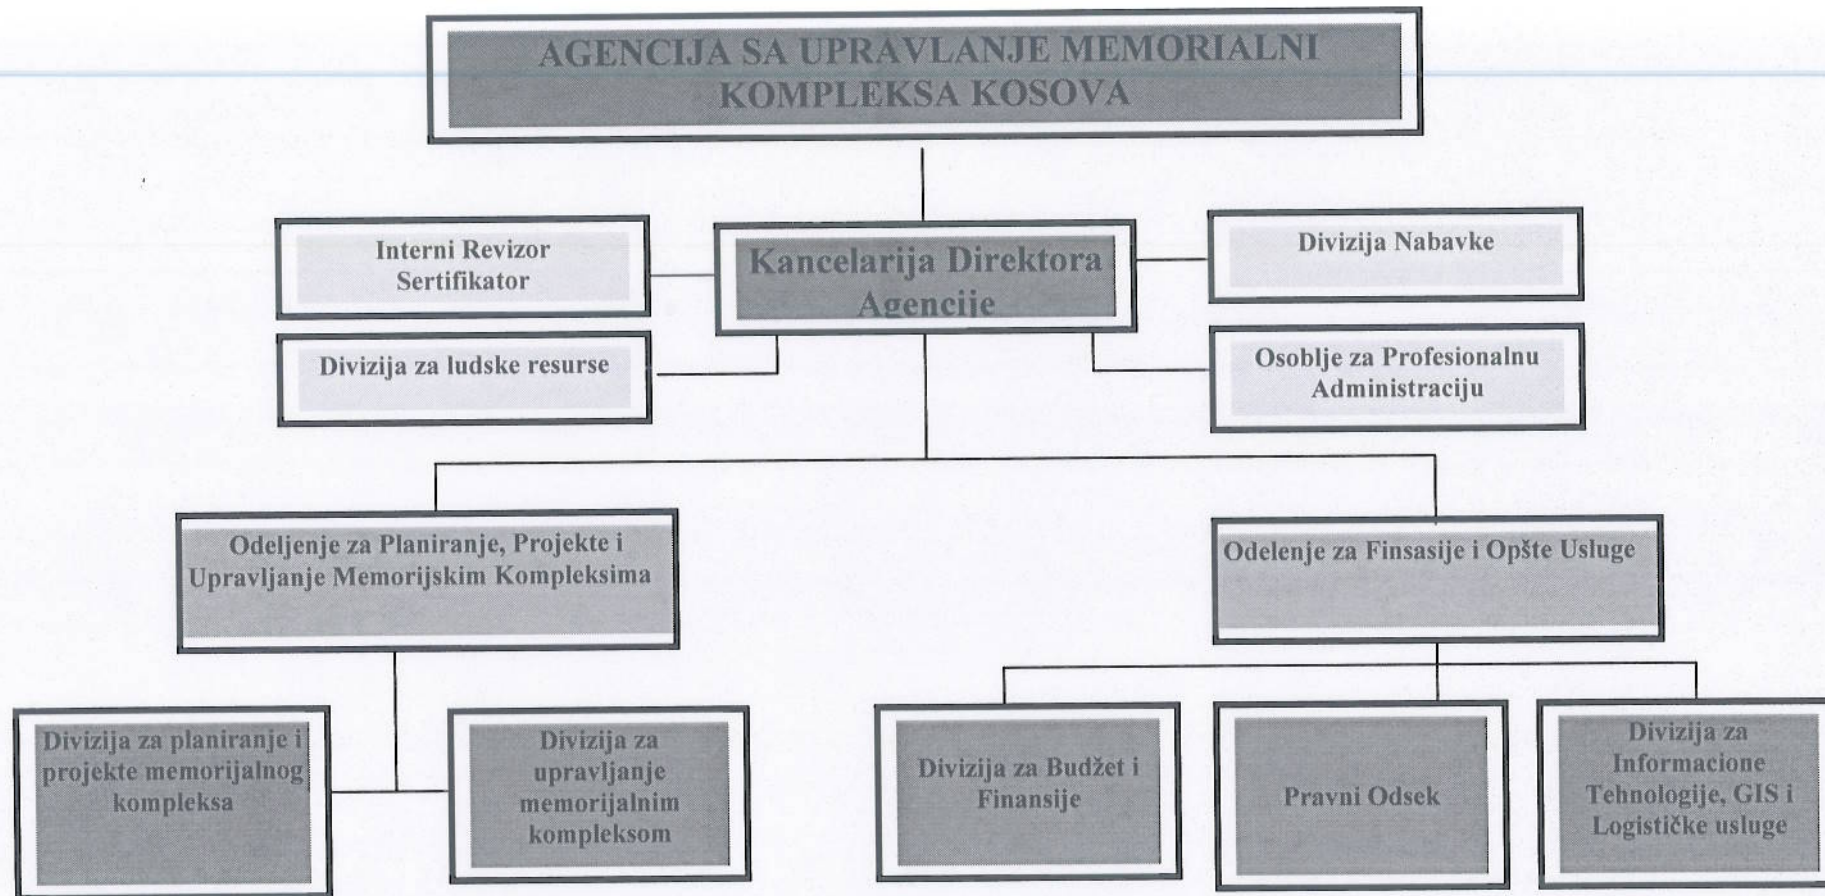 AGENCIJA SA UPRAVLANJE MEMORIALNI
KOMPLEKSA KOSOVA
Interni Revizor
Sertifikator
Kancelarija Direktora
Agencije
Divizija Nabavke
Divizija za ludske resurse
Osoblje za Profesionalnu
Administraciju
Odeljenje za Planiranje, Projekte i
Upravljanje Memorijskim Kompleksima
Odelenje za Finsasije i Opšte Usluge
Divizija za planiranje i
projekte memorijalnog
kompleksa
Divizija za
upravljanje
memorijalnim
kompleksom
Divizija za Budžet i
Finansije
Pravni Odsek
Divizija za
Informacione
Tehnologije, GIS i
Logističke usluge